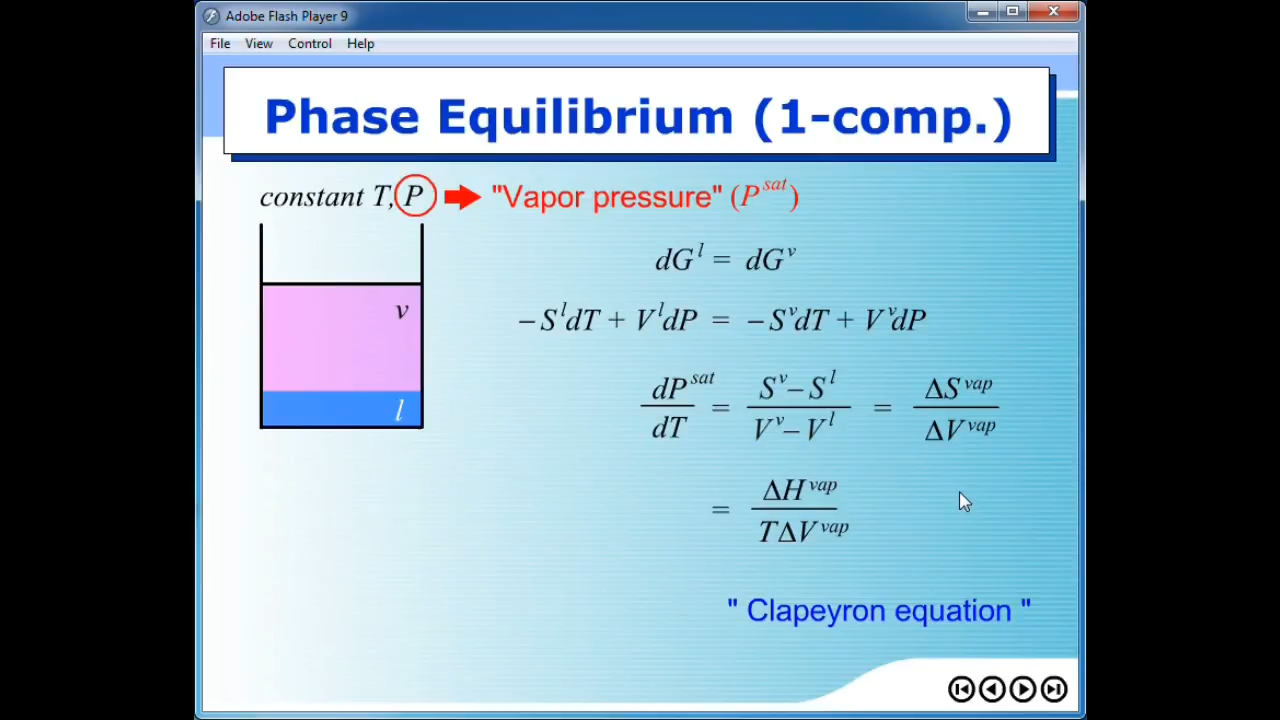 Adobe Flash Player 9
File View Control Help
Phase Equilibrium (1-comp.)
constant T, P "Vapor pressure" (P^sat)
dG^l = dG^v
v
– S^l dT + V^l dP = – S^v dT + V^v dP
dP^sat / dT = (S^v – S^l) / (V^v – V^l) = ΔS^vap / ΔV^vap
l
= ΔH^vap / TΔV^vap
" Clapeyron equation "